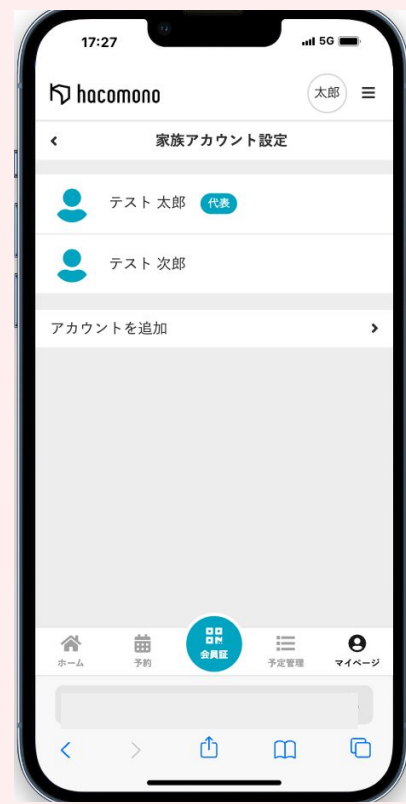 17:27
5G
hacomono
太郎
家族アカウント設定
テスト 太郎 代表
テスト 次郎
アカウントを追加
ホーム
予約
会員証
予定管理
マイページ